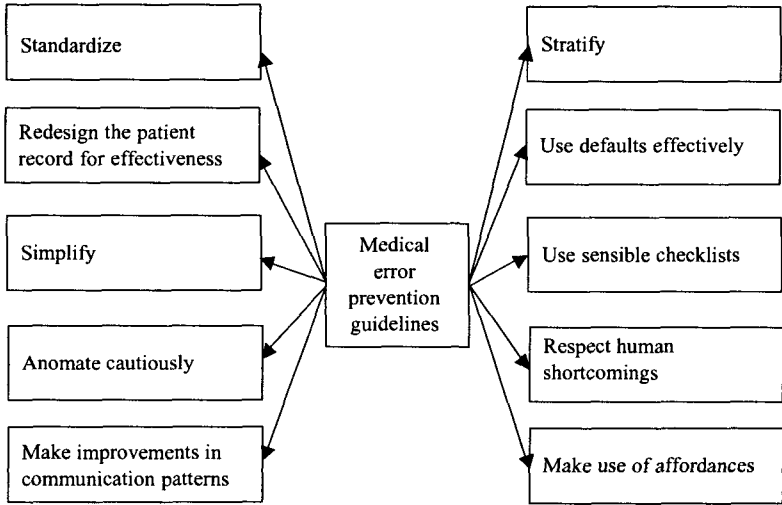 Standardize
Redesign the patient
record for effectiveness
Simplify
Anomate cautiously
Make improvements in
communication patterns
Medical
error
prevention
guidelines
Stratify
Use defaults effectively
Use sensible checklists
Respect human
shortcomings
Make use of affordances